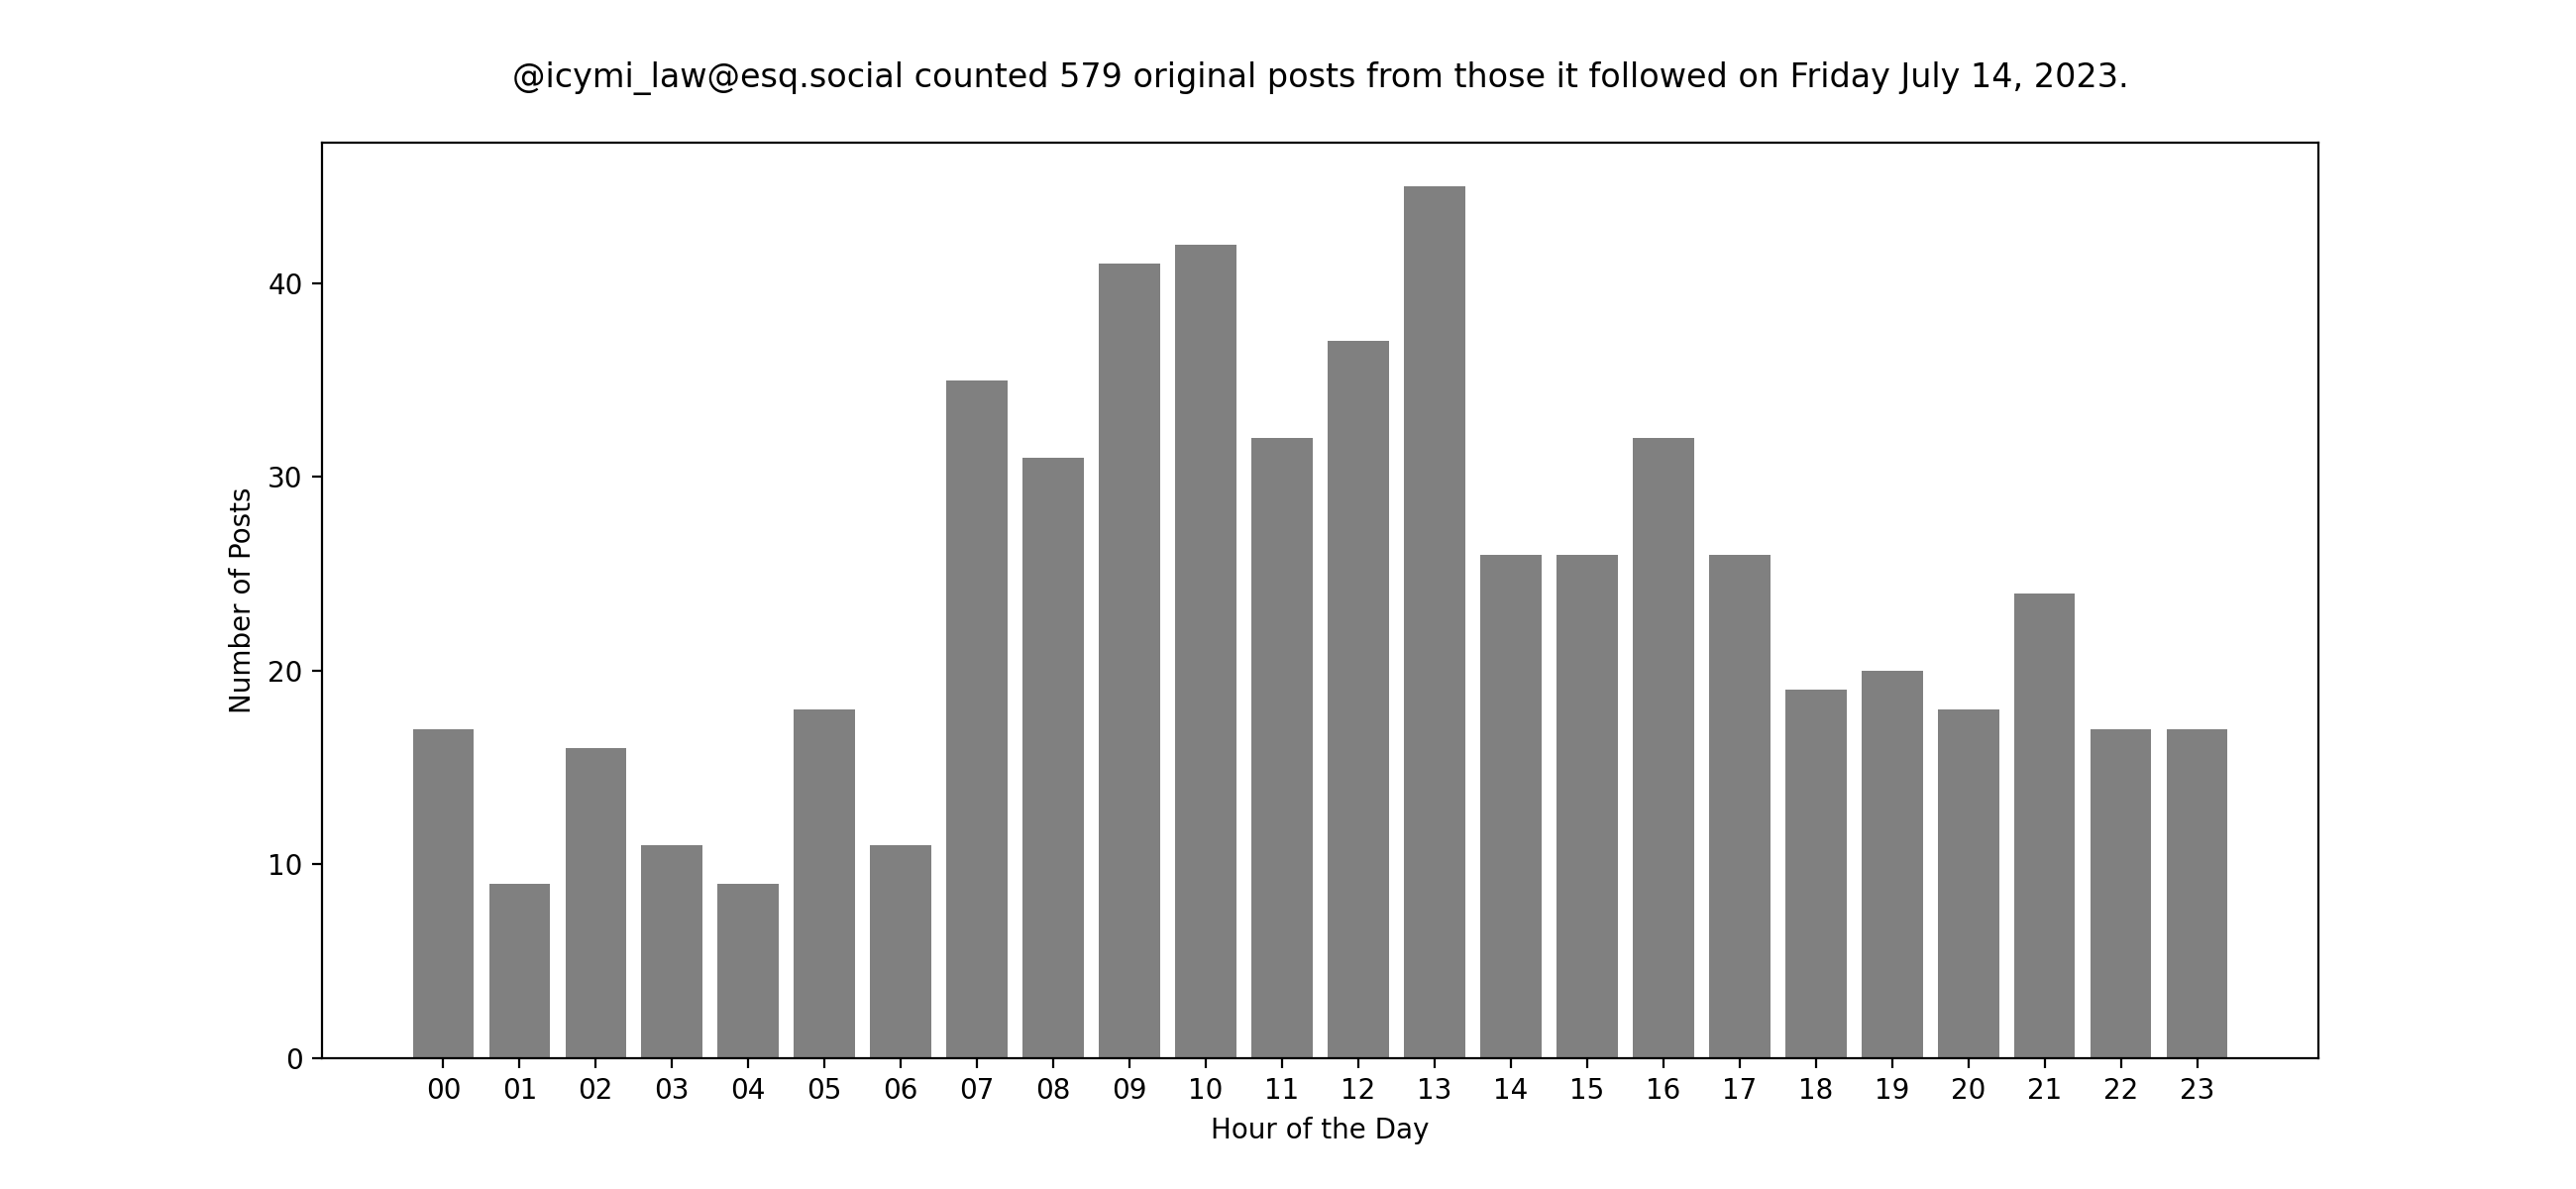 @icymi_law@esq.social counted 579 original posts from those it followed on Friday July 14, 2023.
Number of Posts
40
30
20
10
0
00 01 02 03 04 05 06 07 08 09 10 11 12 13 14 15 16 17 18 19 20 21 22 23
Hour of the Day